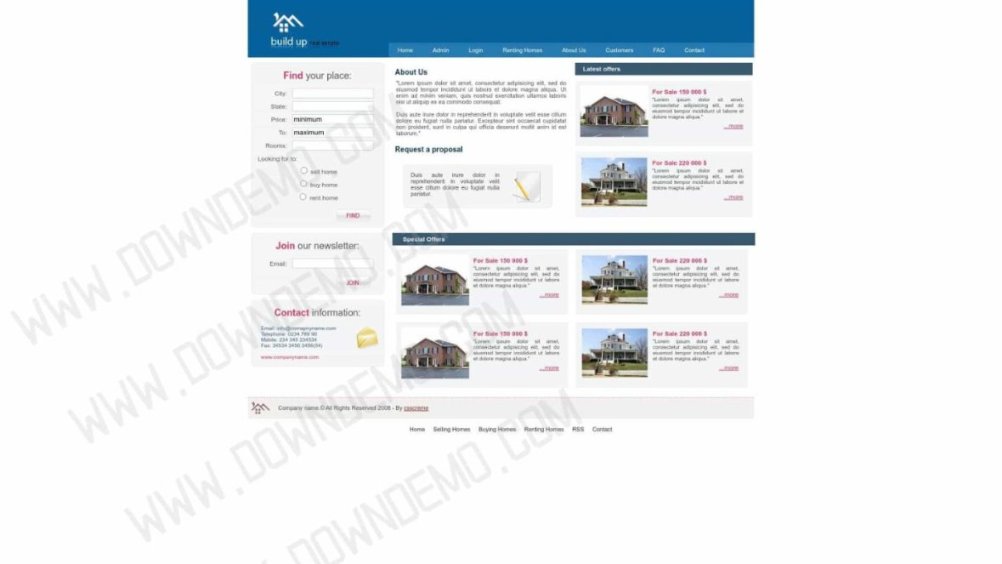 build up real estate
Home Admin Login Renting Homes About Us Customers FAQ Contact
Find your place:
City:
State:
Price: minimum
To: maximum
Rooms:
Looking for to:
sell home
buy home
rent home
FIND
About Us
"Lorem ipsum dolor sit amet, consectetur adipisicing elit, sed do
eiusmod tempor incididunt ut labore et dolore magna aliqua. Ut
enim ad minim veniam, quis nostrud exercitation ullamco laboris
nisi ut aliquip ex ea commodo consequat.
Duis aute irure dolor in reprehenderit in voluptate velit esse cillum
dolore eu fugiat nulla pariatur. Excepteur sint occaecat cupidatat
non proident, sunt in culpa qui officia deserunt mollit anim id est
laborum."
Request a proposal
Duis aute irure dolor in
reprehenderit in voluptate velit
esse cillum dolore eu fugiat nulla
pariatur.
Latest offers
For Sale 150 000 $
"Lorem ipsum dolor sit amet,
consectetur adipisicing elit, sed do
eiusmod tempor incididunt ut labore
et dolore magna aliqua."
...more
For Sale 220 000 $
"Lorem ipsum dolor sit amet,
consectetur adipisicing elit, sed do
eiusmod tempor incididunt ut labore
et dolore magna aliqua."
...more
Join our newsletter:
Email:
JOIN
Contact information:
Email: info@comapnyname.com
Telephone: 0234 789 90
Mobile: 234 345 234534
www.companyname.com
Special Offers
For Sale 150 000 $
"Lorem ipsum dolor sit amet,
consectetur adipisicing elit, sed do
eiusmod tempor incididunt ut labore
et dolore magna aliqua."
...more
For Sale 220 000 $
"Lorem ipsum dolor sit amet,
consectetur adipisicing elit, sed do
eiusmod tempor incididunt ut labore
et dolore magna aliqua."
...more
For Sale 150 000 $
"Lorem ipsum dolor sit amet,
consectetur adipisicing elit, sed do
eiusmod tempor incididunt ut labore
et dolore magna aliqua."
...more
For Sale 220 000 $
"Lorem ipsum dolor sit amet,
consectetur adipisicing elit, sed do
eiusmod tempor incididunt ut labore
et dolore magna aliqua."
...more
Company name © All Rights Reserved 2008 - By csscreme
Home Selling Homes Buying Homes Renting Homes RSS Contact
WWW.DOWNDEMO.COM
WWW.DOWNDEMO.COM
WWW.DOWNDEMO.COM
WWW.DOWNDEMO.COM
DOWNDEMO.COM